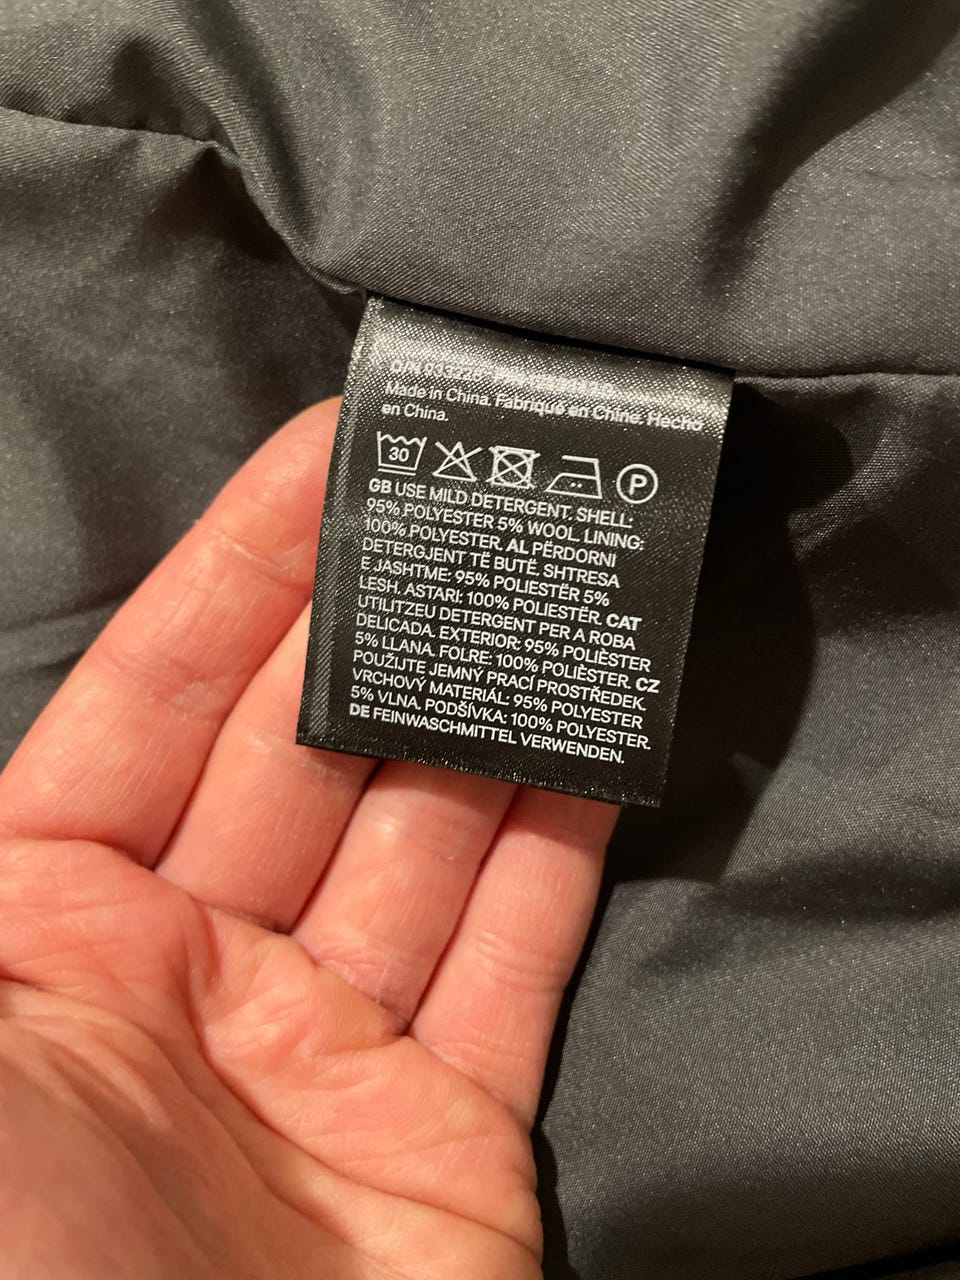 Made in China. Fabriqué en Chine. Hecho
en China.
30 P
GB USE MILD DETERGENT. SHELL:
95% POLYESTER 5% WOOL. LINING:
100% POLYESTER. AL PËRDORNI
DETERGJENT TË BUTË. SHTRESA
E JASHTME: 95% POLIESTËR 5%
LESH. ASTARI: 100% POLIESTËR. CAT
UTILITZEU DETERGENT PER A ROBA
DELICADA. EXTERIOR: 95% POLIÈSTER
5% LLANA. FOLRE: 100% POLIÈSTER. CZ
POUŽIJTE JEMNÝ PRACÍ PROSTŘEDEK.
VRCHOVÝ MATERIÁL: 95% POLYESTER
5% VLNA. PODŠÍVKA: 100% POLYESTER.
DE FEINWASCHMITTEL VERWENDEN.